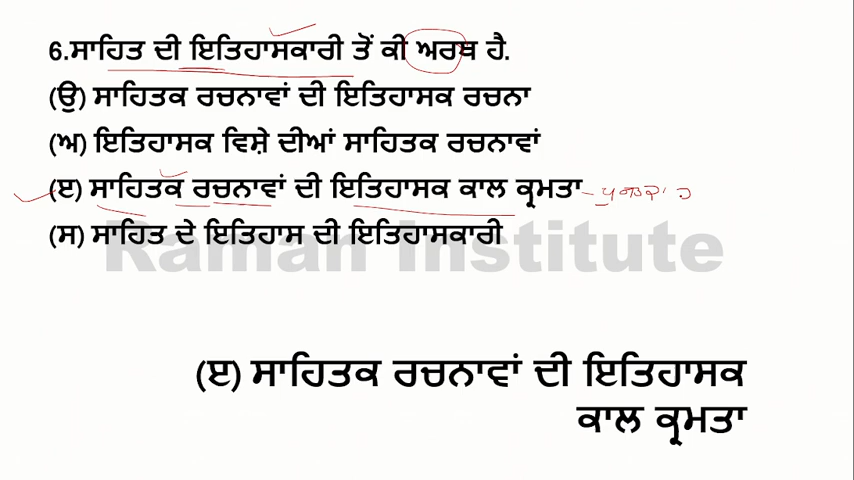 6.ਸਾਹਿਤ ਦੀ ਇਤਿਹਾਸਕਾਰੀ ਤੋਂ ਕੀ ਅਰਥ ਹੈ.
(ੳ) ਸਾਹਿਤਕ ਰਚਨਾਵਾਂ ਦੀ ਇਤਿਹਾਸਕ ਰਚਨਾ
(ਅ) ਇਤਿਹਾਸਕ ਵਿਸ਼ੇ ਦੀਆਂ ਸਾਹਿਤਕ ਰਚਨਾਵਾਂ
(ੲ) ਸਾਹਿਤਕ ਰਚਨਾਵਾਂ ਦੀ ਇਤਿਹਾਸਕ ਕਾਲ ਕ੍ਰਮਤਾ
(ਸ) ਸਾਹਿਤ ਦੇ ਇਤਿਹਾਸ ਦੀ ਇਤਿਹਾਸਕਾਰੀ
Raman Institute
(ੲ) ਸਾਹਿਤਕ ਰਚਨਾਵਾਂ ਦੀ ਇਤਿਹਾਸਕ
ਕਾਲ ਕ੍ਰਮਤਾ